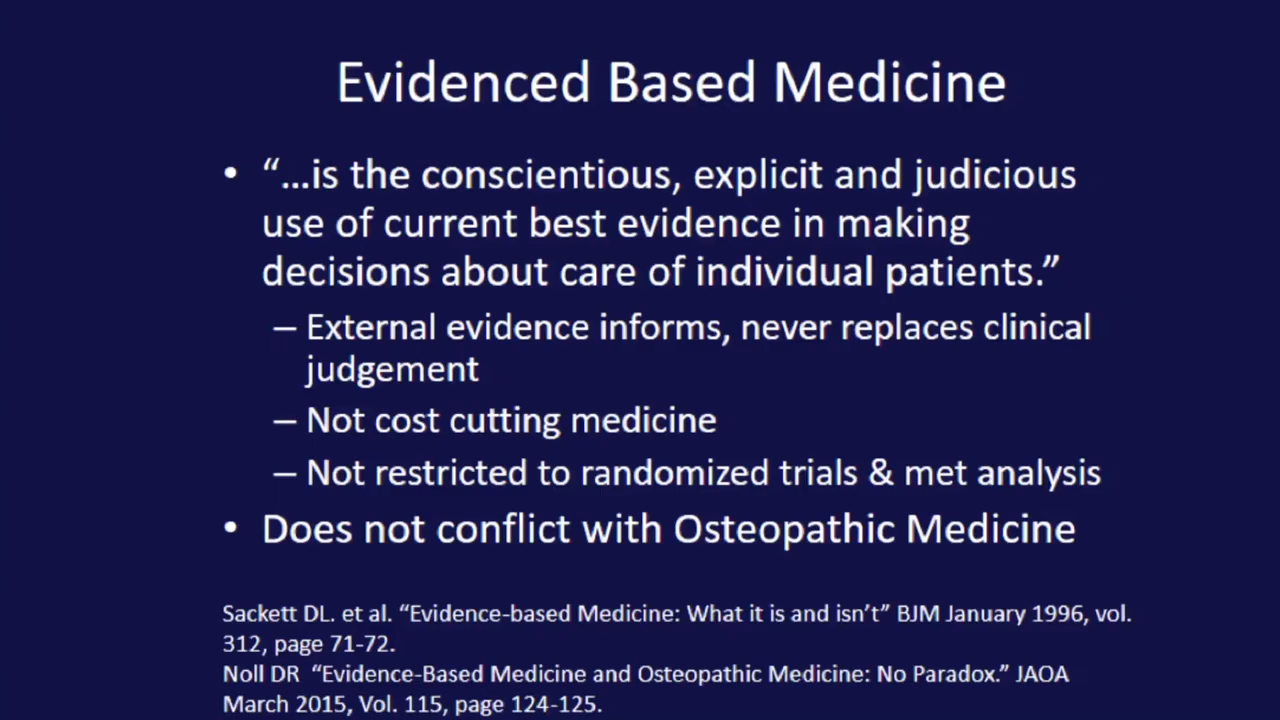 Evidenced Based Medicine
• “...is the conscientious, explicit and judicious
use of current best evidence in making
decisions about care of individual patients.”
– External evidence informs, never replaces clinical
judgement
– Not cost cutting medicine
– Not restricted to randomized trials & met analysis
• Does not conflict with Osteopathic Medicine
Sackett DL. et al. “Evidence-based Medicine: What it is and isn’t” BJM January 1996, vol.
312, page 71-72.
Noll DR “Evidence-Based Medicine and Osteopathic Medicine: No Paradox.” JAOA
March 2015, Vol. 115, page 124-125.